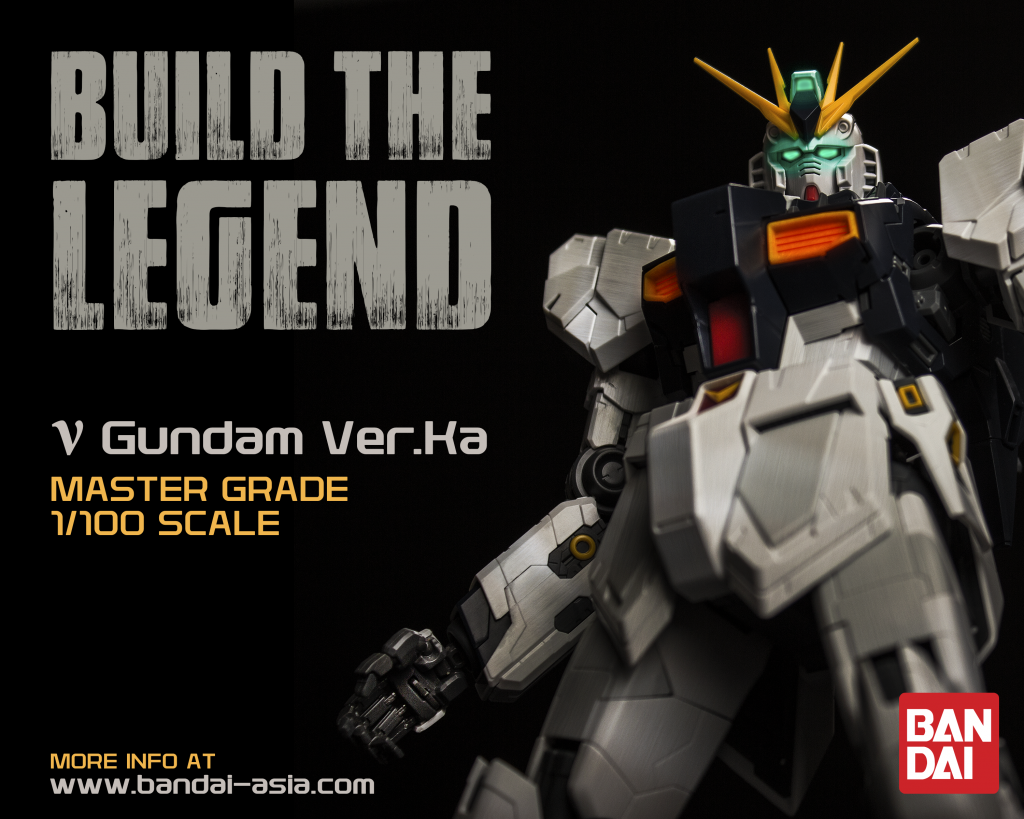 BUILD THE
LEGEND
ν Gundam Ver.Ka
MASTER GRADE
1/100 SCALE
MORE INFO AT
www.bandai-asia.com
BAN
DAI